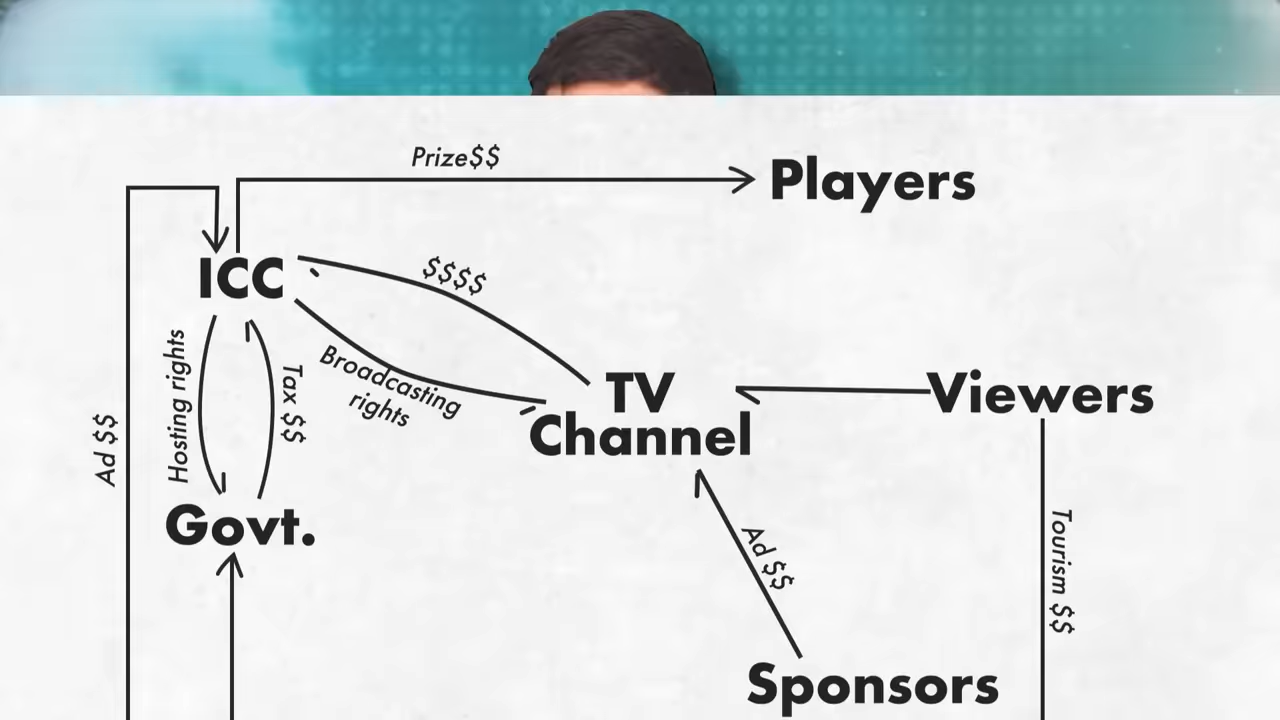 Prize$$
Players
ICC
$$$$
Broadcasting
rights
Hosting rights
Tax $$
Ad $$
TV
Channel
Viewers
Govt.
Ad $$
Tourism $$
Sponsors